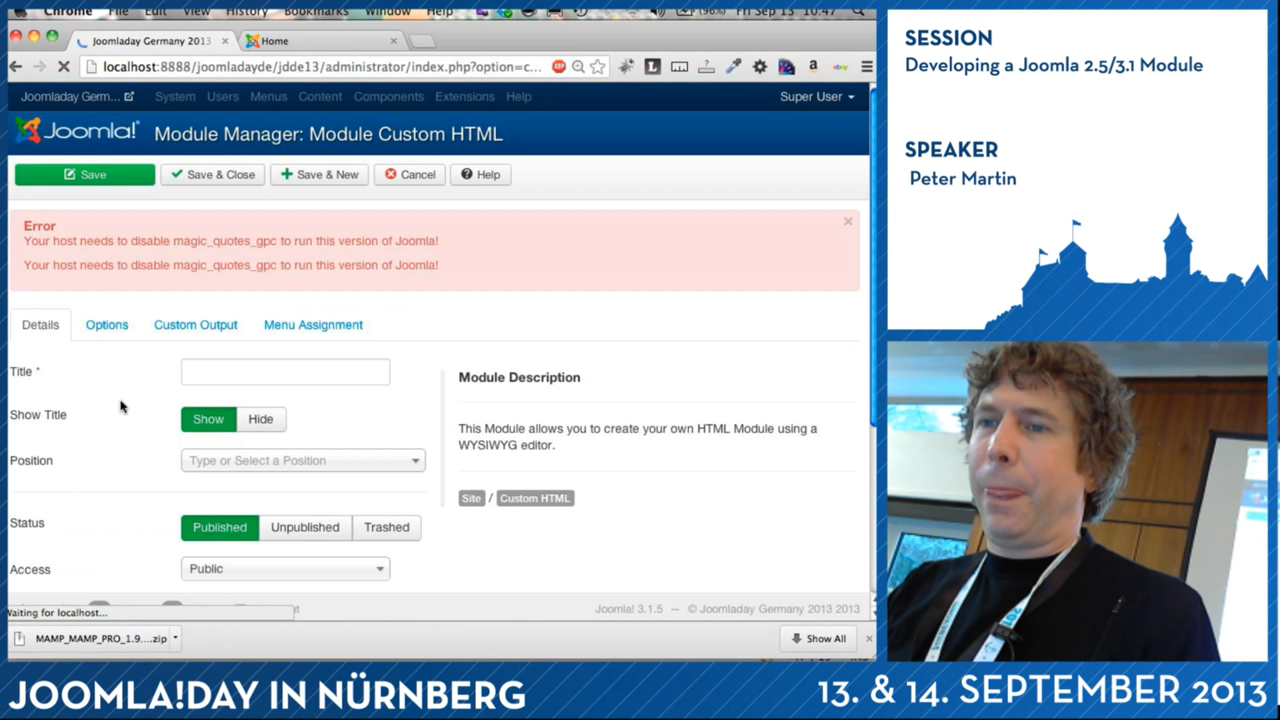 Chrome File Edit View History Bookmarks Window Help (96%) Fri Sep 13 10:47
Joomladay Germany 2013 Home
localhost:8888/joomladayde/jdde13/administrator/index.php?option=c...
Joomladay Germ... System Users Menus Content Components Extensions Help Super User
Joomla! Module Manager: Module Custom HTML
Save Save & Close Save & New Cancel Help
Error
Your host needs to disable magic_quotes_gpc to run this version of Joomla!
Your host needs to disable magic_quotes_gpc to run this version of Joomla!
Details Options Custom Output Menu Assignment
Title *
Show Title Show Hide
Position Type or Select a Position
Status Published Unpublished Trashed
Access Public
Module Description
This Module allows you to create your own HTML Module using a
WYSIWYG editor.
Site / Custom HTML
Waiting for localhost...
Joomla! 3.1.5 — © Joomladay Germany 2013 2013
MAMP_MAMP_PRO_1.9....zip Show All
SESSION
Developing a Joomla 2.5/3.1 Module
SPEAKER
Peter Martin
JOOMLA!DAY IN NÜRNBERG 13. & 14. SEPTEMBER 2013